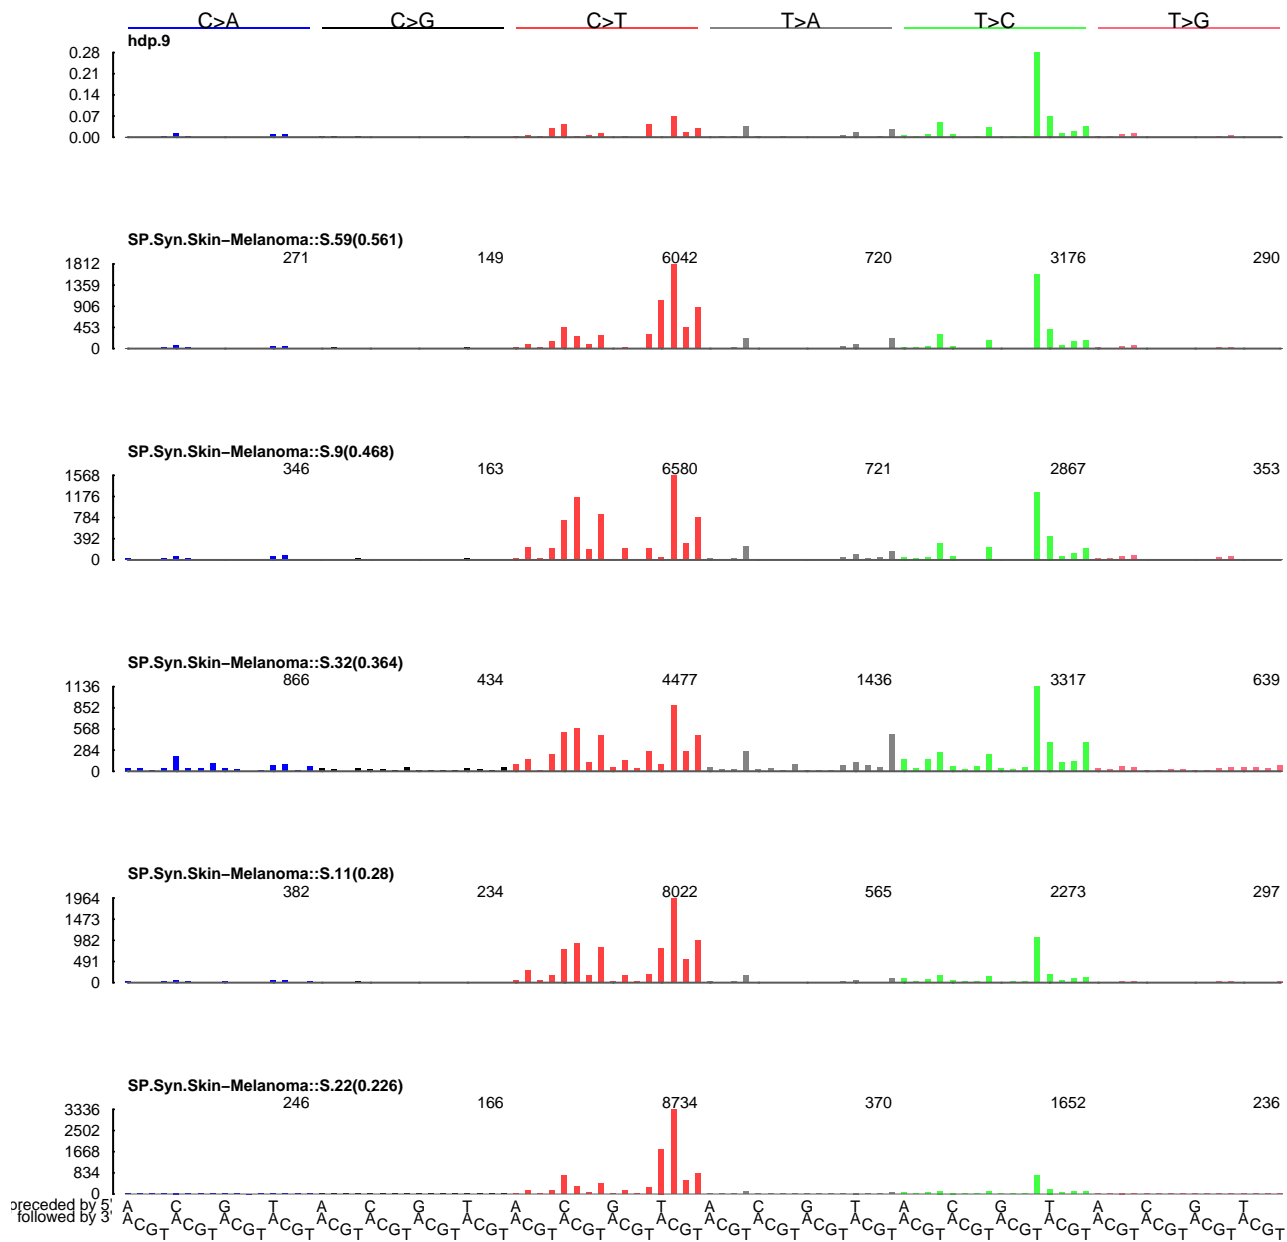 C>A C>G C>T T>A T>C T>G
hdp.9
0.28
0.21
0.14
0.07
0.00
SP.Syn.Skin−Melanoma::S.59(0.561)
271 149 6042 720 3176 290
1812
1359
906
453
0
SP.Syn.Skin−Melanoma::S.9(0.468)
346 163 6580 721 2867 353
1568
1176
784
392
0
SP.Syn.Skin−Melanoma::S.32(0.364)
866 434 4477 1436 3317 639
1136
852
568
284
0
SP.Syn.Skin−Melanoma::S.11(0.28)
382 234 8022 565 2273 297
1964
1473
982
491
0
SP.Syn.Skin−Melanoma::S.22(0.226)
246 166 8734 370 1652 236
3336
2502
1668
834
0
preceded by 5' A C G T A C G T A C G T A C G T A C G T A C G T
followed by 3' A C G T A C G T A C G T A C G T A C G T A C G T A C G T A C G T A C G T A C G T A C G T A C G T A C G T A C G T A C G T A C G T A C G T A C G T A C G T A C G T A C G T A C G T A C G T A C G T